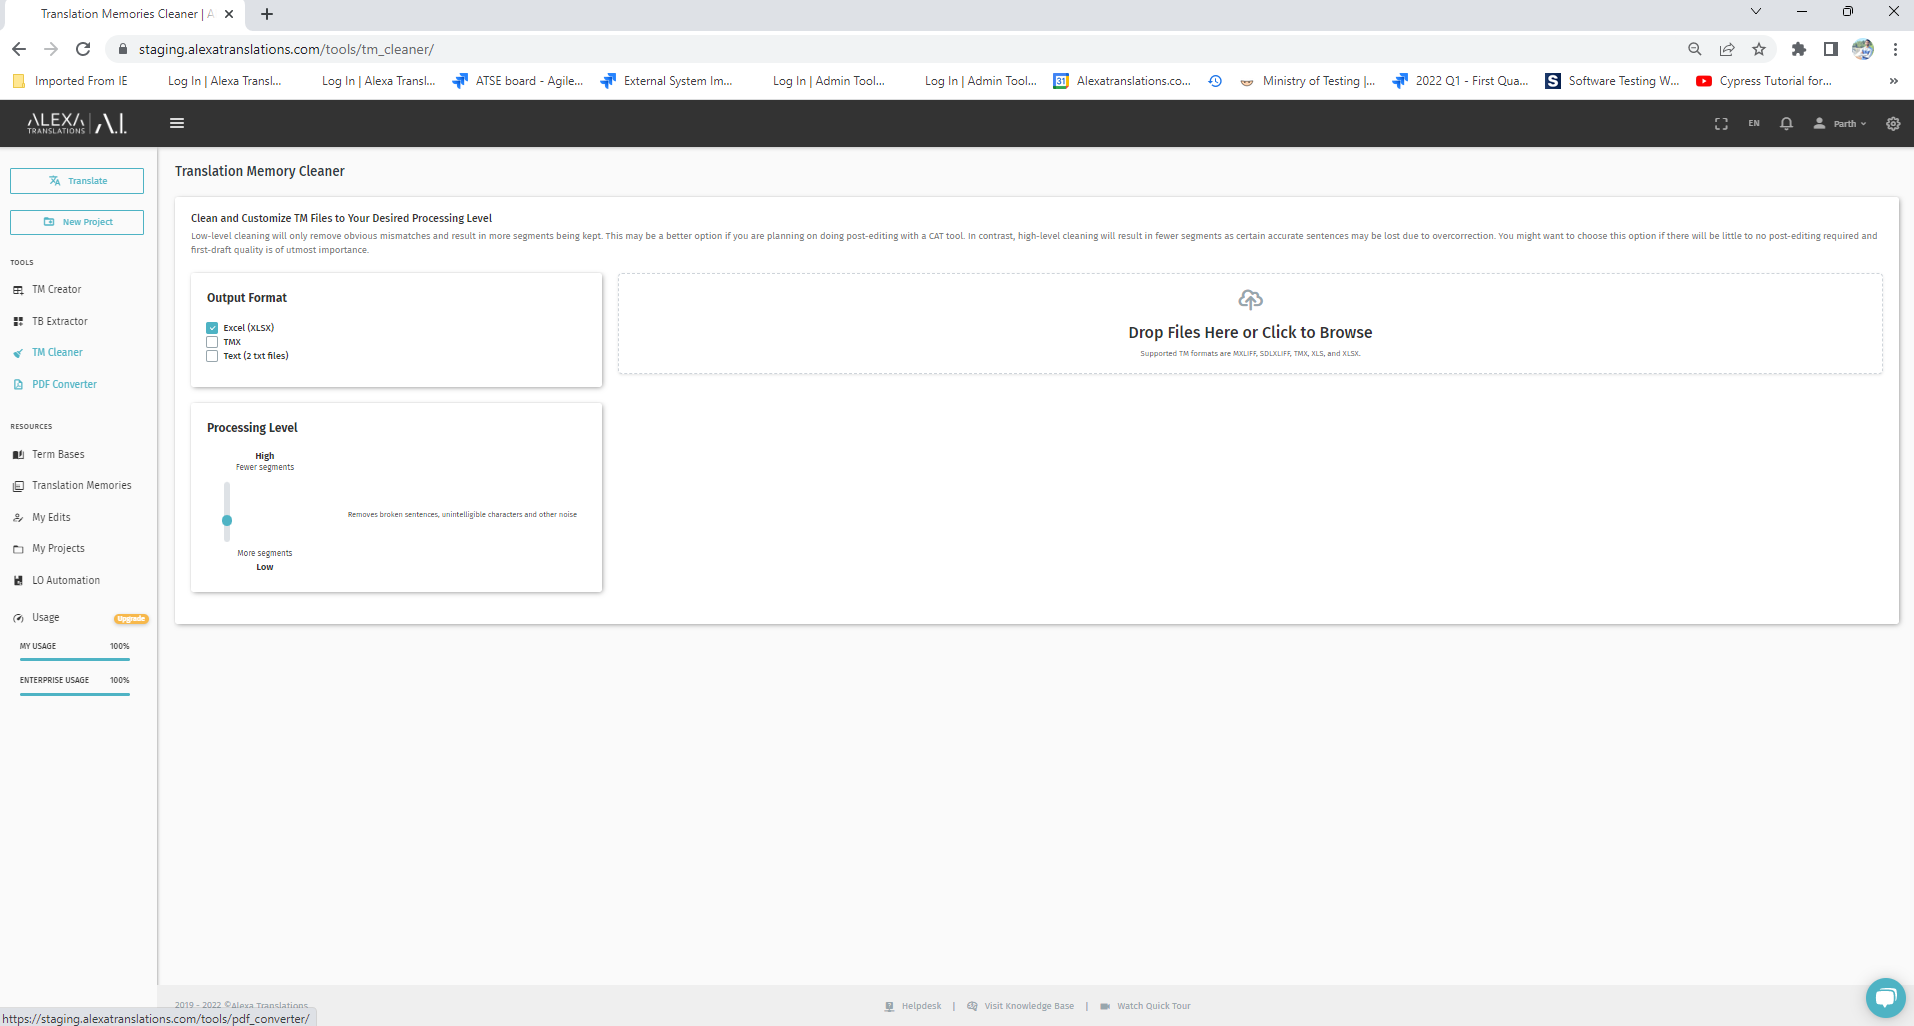 Translation Memories Cleaner | A
staging.alexatranslations.com/tools/tm_cleaner/
Imported From IE
Log In | Alexa Transl...
Log In | Alexa Transl...
ATSE board - Agile...
External System Im...
Log In | Admin Tool...
Log In | Admin Tool...
31
Alexatranslations.co...
Ministry of Testing |...
2022 Q1 - First Qua...
S
Software Testing W...
Cypress Tutorial for...
»
ALEXA TRANSLATIONS | A.I.
EN
Parth
Translate
New Project
TOOLS
TM Creator
TB Extractor
TM Cleaner
PDF Converter
RESOURCES
Term Bases
Translation Memories
My Edits
My Projects
LO Automation
Usage
Upgrade
MY USAGE 100%
ENTERPRISE USAGE 100%
Translation Memory Cleaner
Clean and Customize TM Files to Your Desired Processing Level
Low-level cleaning will only remove obvious mismatches and result in more segments being kept. This may be a better option if you are planning on doing post-editing with a CAT tool. In contrast, high-level cleaning will result in fewer segments as certain accurate sentences may be lost due to overcorrection. You might want to choose this option if there will be little to no post-editing required and
first-draft quality is of utmost importance.
Output Format
Excel (XLSX)
TMX
Text (2 txt files)
Drop Files Here or Click to Browse
Supported TM formats are MXLIFF, SDLXLIFF, TMX, XLS, and XLSX.
Processing Level
High
Fewer segments
Removes broken sentences, unintelligible characters and other noise
More segments
Low
2019 - 2022 ©Alexa Translations
Helpdesk | Visit Knowledge Base | Watch Quick Tour
https://staging.alexatranslations.com/tools/pdf_converter/